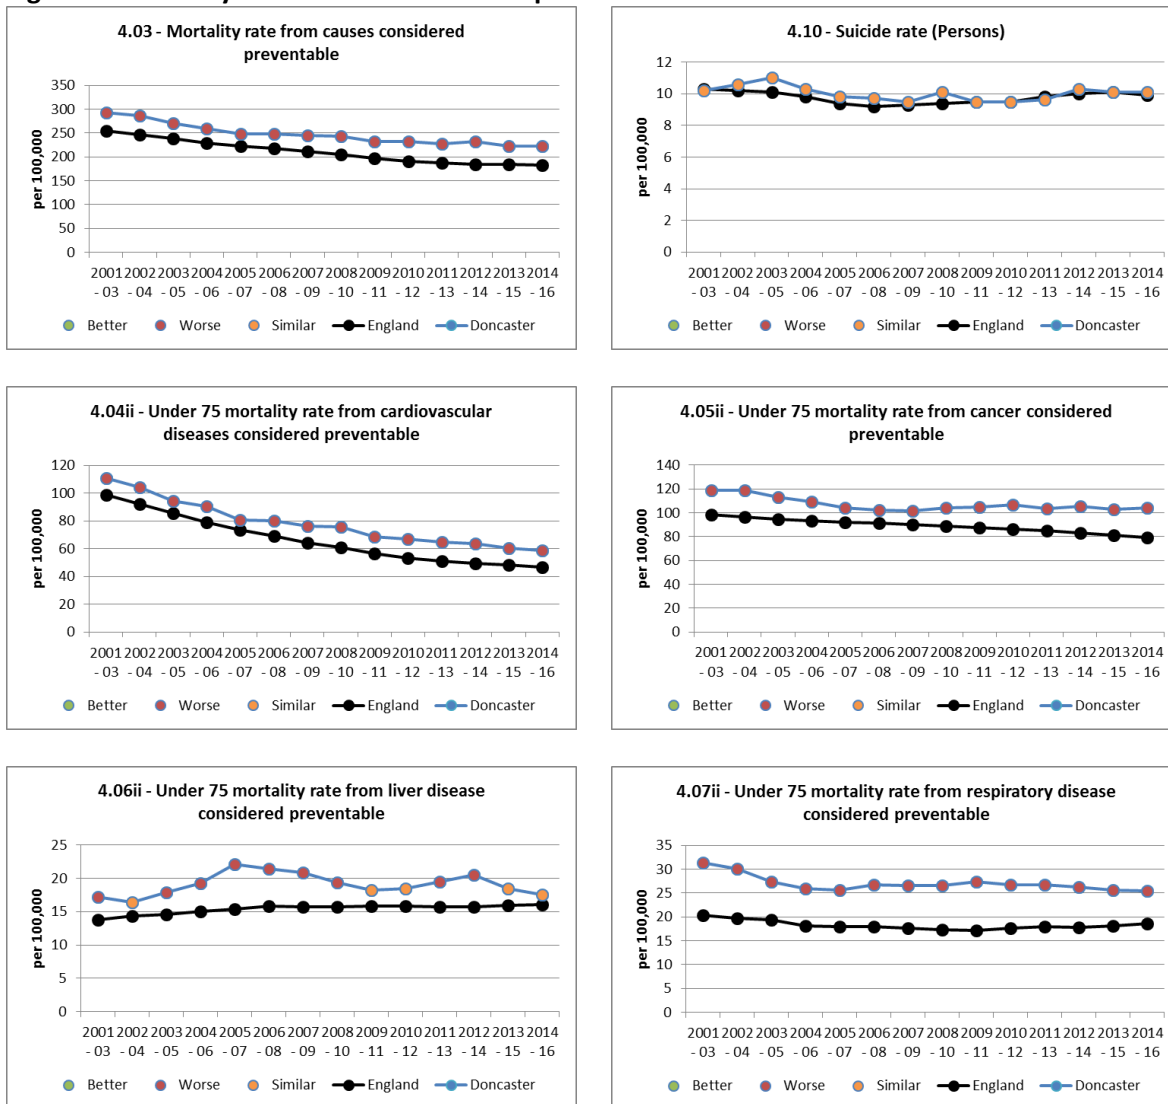 4.03 - Mortality rate from causes considered
preventable
350
300
250
200
150
100
50
0
per 100,000
2001 2002 2003 2004 2005 2006 2007 2008 2009 2010 2011 2012 2013 2014
- 03 - 04 - 05 - 06 - 07 - 08 - 09 - 10 - 11 - 12 - 13 - 14 - 15 - 16
Better Worse Similar England Doncaster
4.10 - Suicide rate (Persons)
12
10
8
6
4
2
0
per 100,000
2001 2002 2003 2004 2005 2006 2007 2008 2009 2010 2011 2012 2013 2014
- 03 - 04 - 05 - 06 - 07 - 08 - 09 - 10 - 11 - 12 - 13 - 14 - 15 - 16
Better Worse Similar England Doncaster
4.04ii - Under 75 mortality rate from cardiovascular
diseases considered preventable
120
100
80
60
40
20
0
per 100,000
2001 2002 2003 2004 2005 2006 2007 2008 2009 2010 2011 2012 2013 2014
- 03 - 04 - 05 - 06 - 07 - 08 - 09 - 10 - 11 - 12 - 13 - 14 - 15 - 16
Better Worse Similar England Doncaster
4.05ii - Under 75 mortality rate from cancer considered
preventable
140
120
100
80
60
40
20
0
per 100,000
2001 2002 2003 2004 2005 2006 2007 2008 2009 2010 2011 2012 2013 2014
- 03 - 04 - 05 - 06 - 07 - 08 - 09 - 10 - 11 - 12 - 13 - 14 - 15 - 16
Better Worse Similar England Doncaster
4.06ii - Under 75 mortality rate from liver disease
considered preventable
25
20
15
10
5
0
per 100,000
2001 2002 2003 2004 2005 2006 2007 2008 2009 2010 2011 2012 2013 2014
- 03 - 04 - 05 - 06 - 07 - 08 - 09 - 10 - 11 - 12 - 13 - 14 - 15 - 16
Better Worse Similar England Doncaster
4.07ii - Under 75 mortality rate from respiratory disease
considered preventable
35
30
25
20
15
10
5
0
per 100,000
2001 2002 2003 2004 2005 2006 2007 2008 2009 2010 2011 2012 2013 2014
- 03 - 04 - 05 - 06 - 07 - 08 - 09 - 10 - 11 - 12 - 13 - 14 - 15 - 16
Better Worse Similar England Doncaster